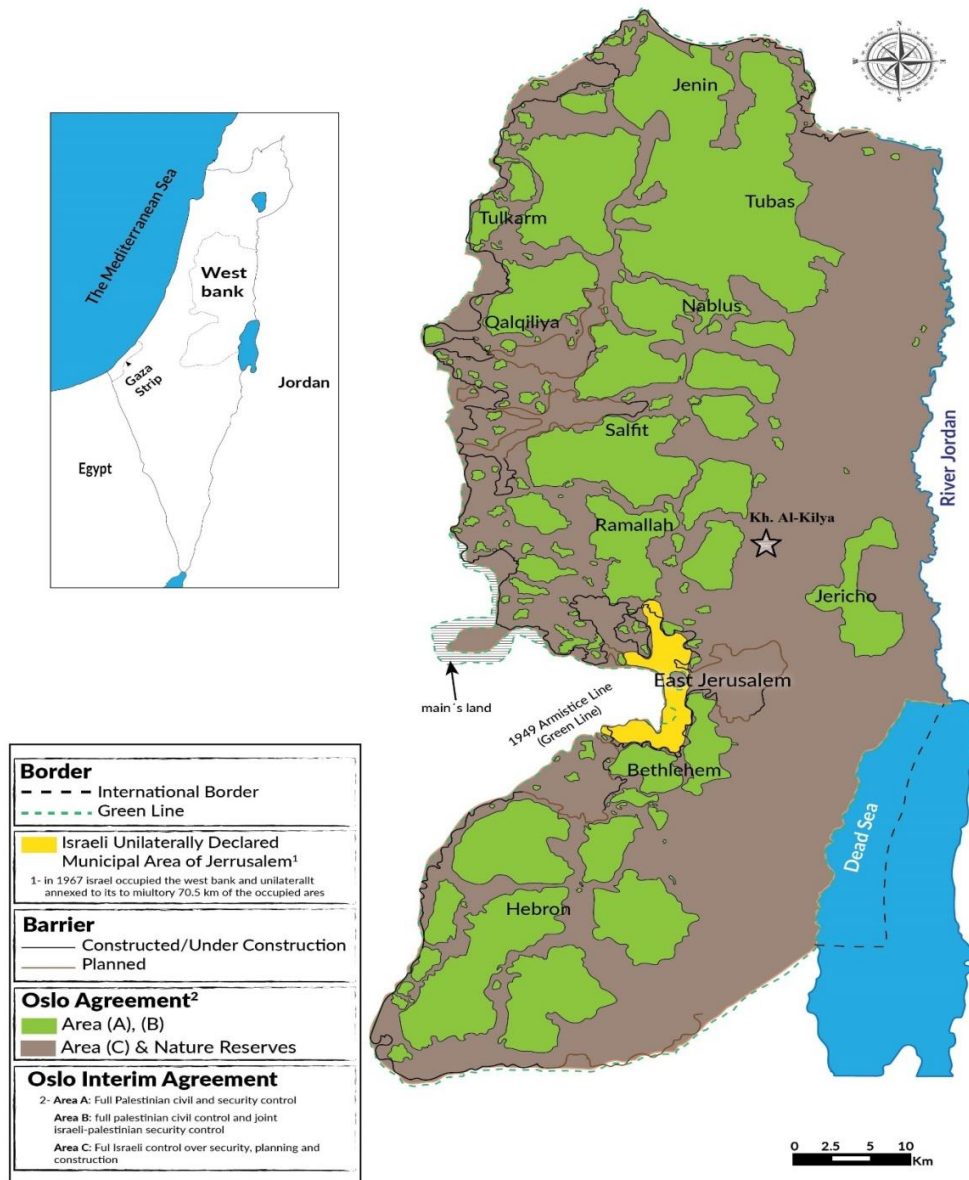 The Mediterranean Sea
West
bank
Gaza
Strip
Jordan
Egypt
N
W
E
S
Jenin
Tubas
Tulkarm
Nablus
Qalqiliya
Salfit
River Jordan
Kh. Al-Kilya
Ramallah
Jericho
East Jerusalem
main´s land
1949 Armistice Line
(Green Line)
Bethlehem
Dead Sea
Hebron
Border
International Border
Green Line
Israeli Unilaterally Declared
Municipal Area of Jerrusalem¹
1- in 1967 israel occupied the west bank and unilaterallt
annexed to its to miultory 70.5 km of the occupied ares
Barrier
Constructed/Under Construction
Planned
Oslo Agreement²
Area (A), (B)
Area (C) & Nature Reserves
Oslo Interim Agreement
2- Area A: Full Palestinian civil and security control
Area B: full palestinian civil control and joint
israeli-palestinian security control
Area C: Ful Israeli control over security, planning and
construction
0 2.5 5 10
Km